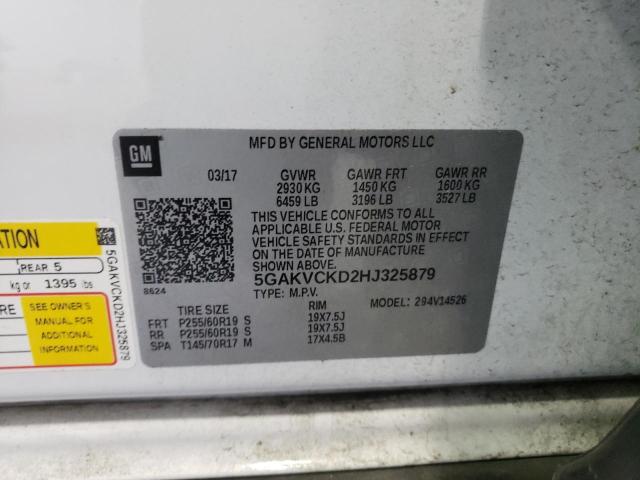 GM
MFD BY GENERAL MOTORS LLC
03/17 GVWR GAWR FRT GAWR RR
2930 KG 1450 KG 1600 KG
6459 LB 3196 LB 3527 LB
THIS VEHICLE CONFORMS TO ALL
APPLICABLE U.S. FEDERAL MOTOR
VEHICLE SAFETY STANDARDS IN EFFECT
ON THE DATE OF MANUFACTURE
SHOWN ABOVE.
8624
5GAKVCKD2HJ325879
TYPE: M.P.V. MODEL: 294V14526
TIRE SIZE RIM
FRT P255/60R19 S 19X7.5J
RR P255/60R19 S 19X7.5J
SPA T145/70R17 M 17X4.5B
REAR 5
kg or 1395 lbs
SEE OWNER'S
MANUAL FOR
ADDITIONAL
INFORMATION
5GAKVCKD2HJ325879